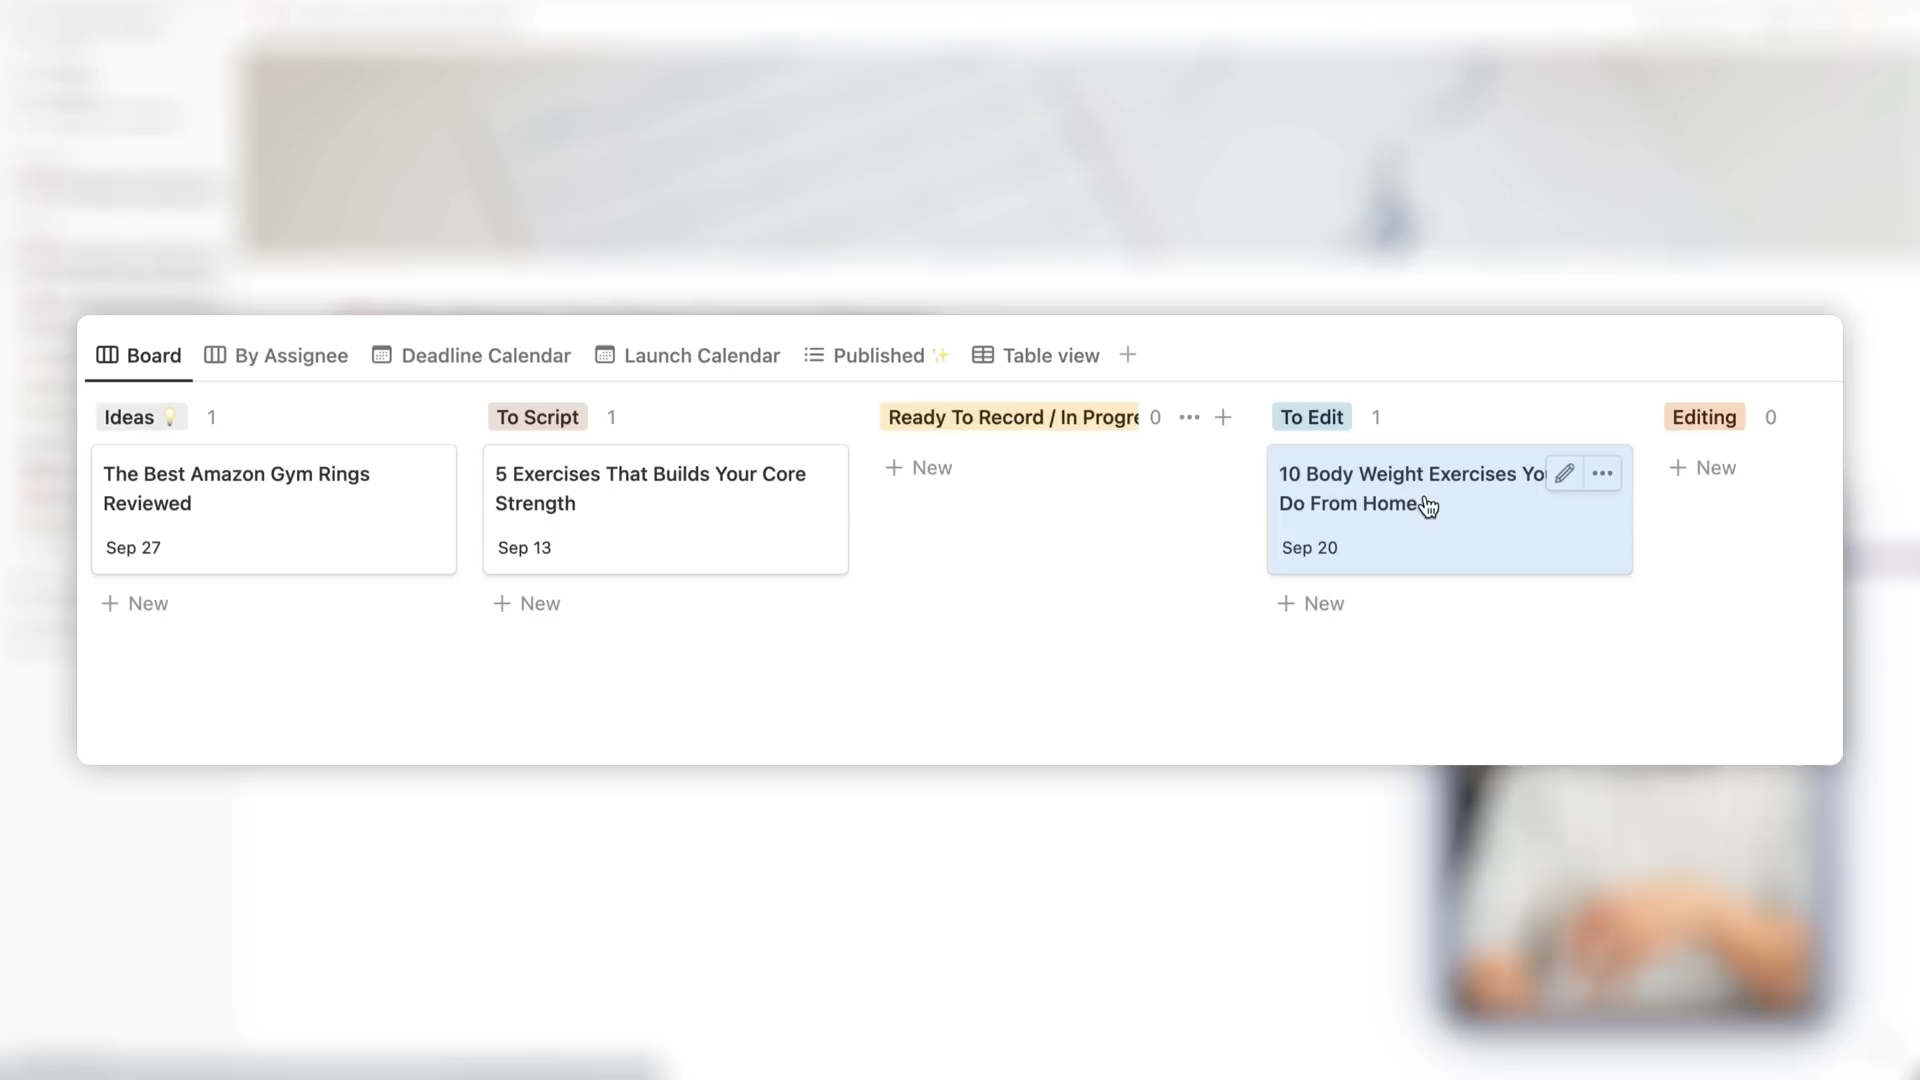 Board By Assignee Deadline Calendar Launch Calendar Published ✨ Table view
Ideas 💡 1
The Best Amazon Gym Rings
Reviewed
Sep 27
+ New
To Script 1
5 Exercises That Builds Your Core
Strength
Sep 13
+ New
Ready To Record / In Progre 0
+ New
To Edit 1
10 Body Weight Exercises Yo
Do From Home
Sep 20
+ New
Editing 0
+ New